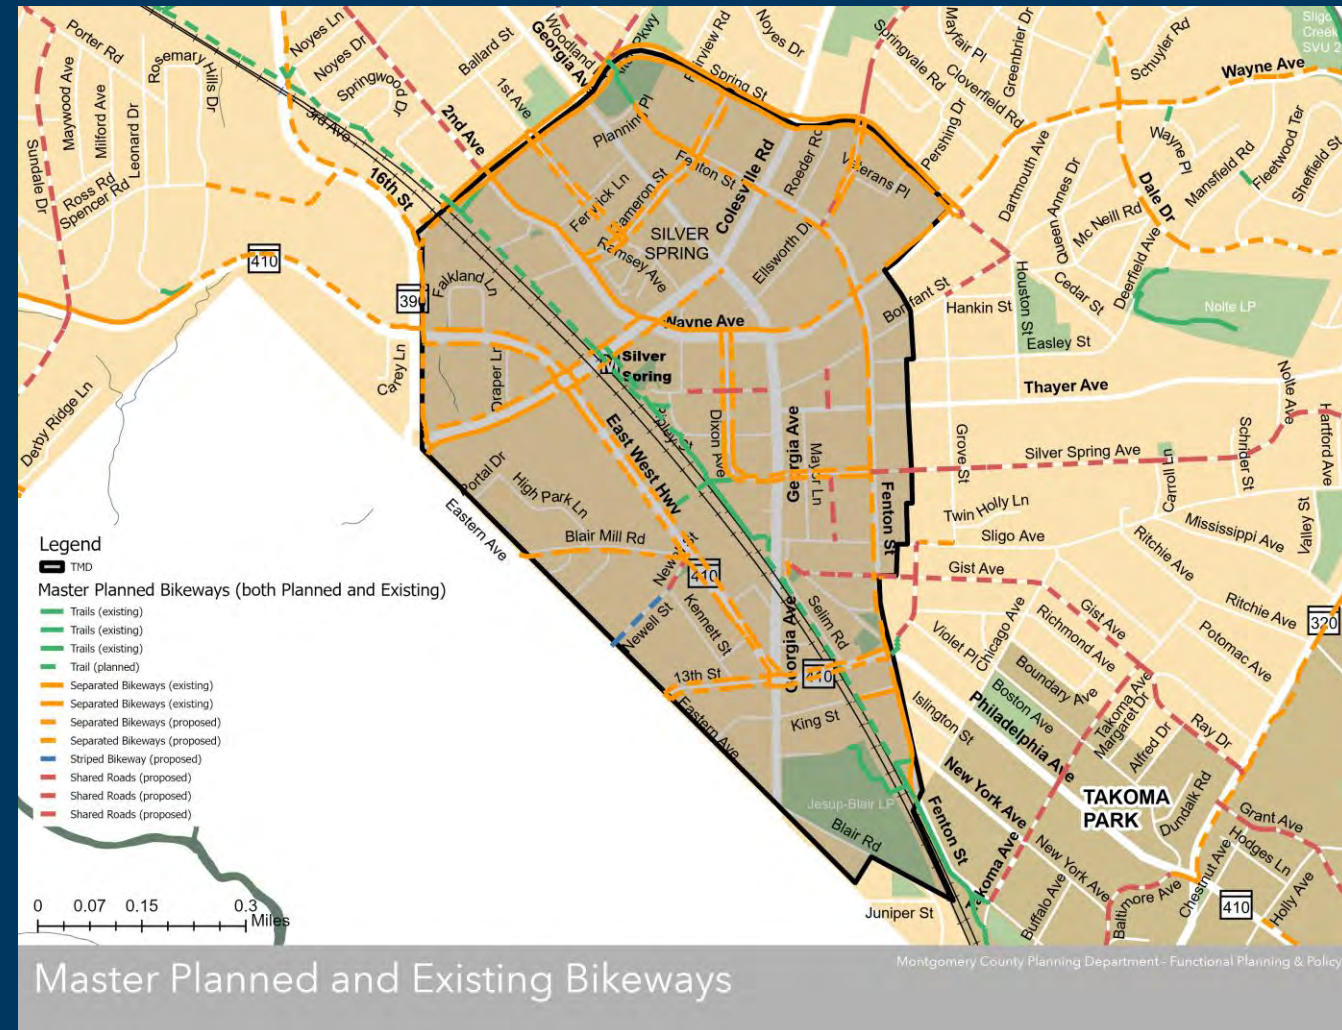 Porter Rd
Maywood Ave
Milford Ave
Rosemary Hills Dr
Leonard Dr
Sundale Dr
Ross Rd
Spencer Rd
Noyes Ln
Noyes Dr
Springwood Dr
3rd Ave
16th St
Ballard St
2nd Ave
1st Ave
Woodland
Georgia Av
Pkwy
Fairview Rd
Noyes Dr
Spring St
Springvale Rd
Mayfair Pl
Cloverfield Rd
Greenbrier Dr
Schuyler Rd
Wayne Ave
Sligo
Creek
SVU 2
Pershing Dr
Dartmouth Ave
Queen Annes Dr
Wayne Pl
Mansfield Rd
Fleetwood Ter
Sheffield St
Dale Dr
Mc Neill Rd
Deerfield Ave
Cedar St
Planning Pl
Fenton St
Cameron St
Fenwick Ln
Ramsey Ave
SILVER
SPRING
Colesville Rd
Roeder Rd
Veterans Pl
Ellsworth Dr
410
390
Falkland Ln
Draper Ln
Carey Ln
Derby Ridge Ln
Wayne Ave
Bonifant St
Hankin St
Houston St
Easley St
Nolte LP
M
Silver
Spring
Ripley St
Dixon Ave
Georgia Ave
Mayor Ln
East West Hwy
Fenton St
Thayer Ave
Grove St
Silver Spring Ave
Nolte Ave
Schrider St
Hartford Ave
Carroll Ln
Valley St
Twin Holly Ln
Sligo Ave
Mississippi Ave
Ritchie Ave
Ritchie Ave
Portal Dr
High Park Ln
Eastern Ave
Blair Mill Rd
410
Newell St
Kennett St
13th St
Eastern Ave
Georgia Ave
Selim Rd
410
King St
Gist Ave
Gist Ave
Violet Pl
Chicago Ave
Richmond Ave
Boundary Ave
Boston Ave
Potomac Ave
320
Philadelphia Ave
Takoma Ave
Margaret Dr
Alfred Dr
Ray Dr
Islington St
New York Ave
New York Ave
TAKOMA
PARK
Dundalk Rd
Grant Ave
Hodges Ln
Holly Ave
Chestnut Ave
410
Baltimore Ave
Buffalo Ave
Takoma Ave
Fenton St
Jesup-Blair LP
Blair Rd
Juniper St
Legend
TMD
Master Planned Bikeways (both Planned and Existing)
Trails (existing)
Trails (existing)
Trails (existing)
Trail (planned)
Separated Bikeways (existing)
Separated Bikeways (existing)
Separated Bikeways (proposed)
Separated Bikeways (proposed)
Striped Bikeway (proposed)
Shared Roads (proposed)
Shared Roads (proposed)
Shared Roads (proposed)
0 0.07 0.15 0.3
Miles
Master Planned and Existing Bikeways
Montgomery County Planning Department - Functional Planning & Policy